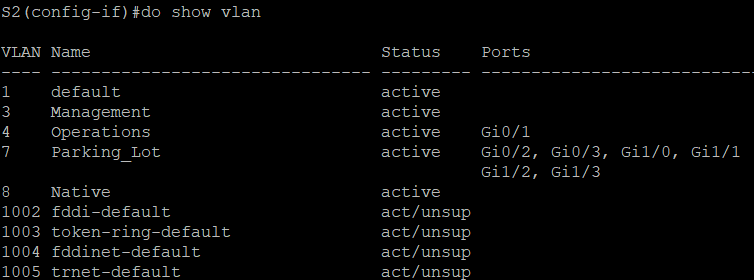 S2(config-if)#do show vlan
VLAN Name                             Status    Ports
---- -------------------------------- --------- ----------------------------
1    default                          active
3    Management                       active
4    Operations                       active    Gi0/1
7    Parking_Lot                      active    Gi0/2, Gi0/3, Gi1/0, Gi1/1
                                                Gi1/2, Gi1/3
8    Native                           active
1002 fddi-default                     act/unsup
1003 token-ring-default               act/unsup
1004 fddinet-default                  act/unsup
1005 trnet-default                    act/unsup